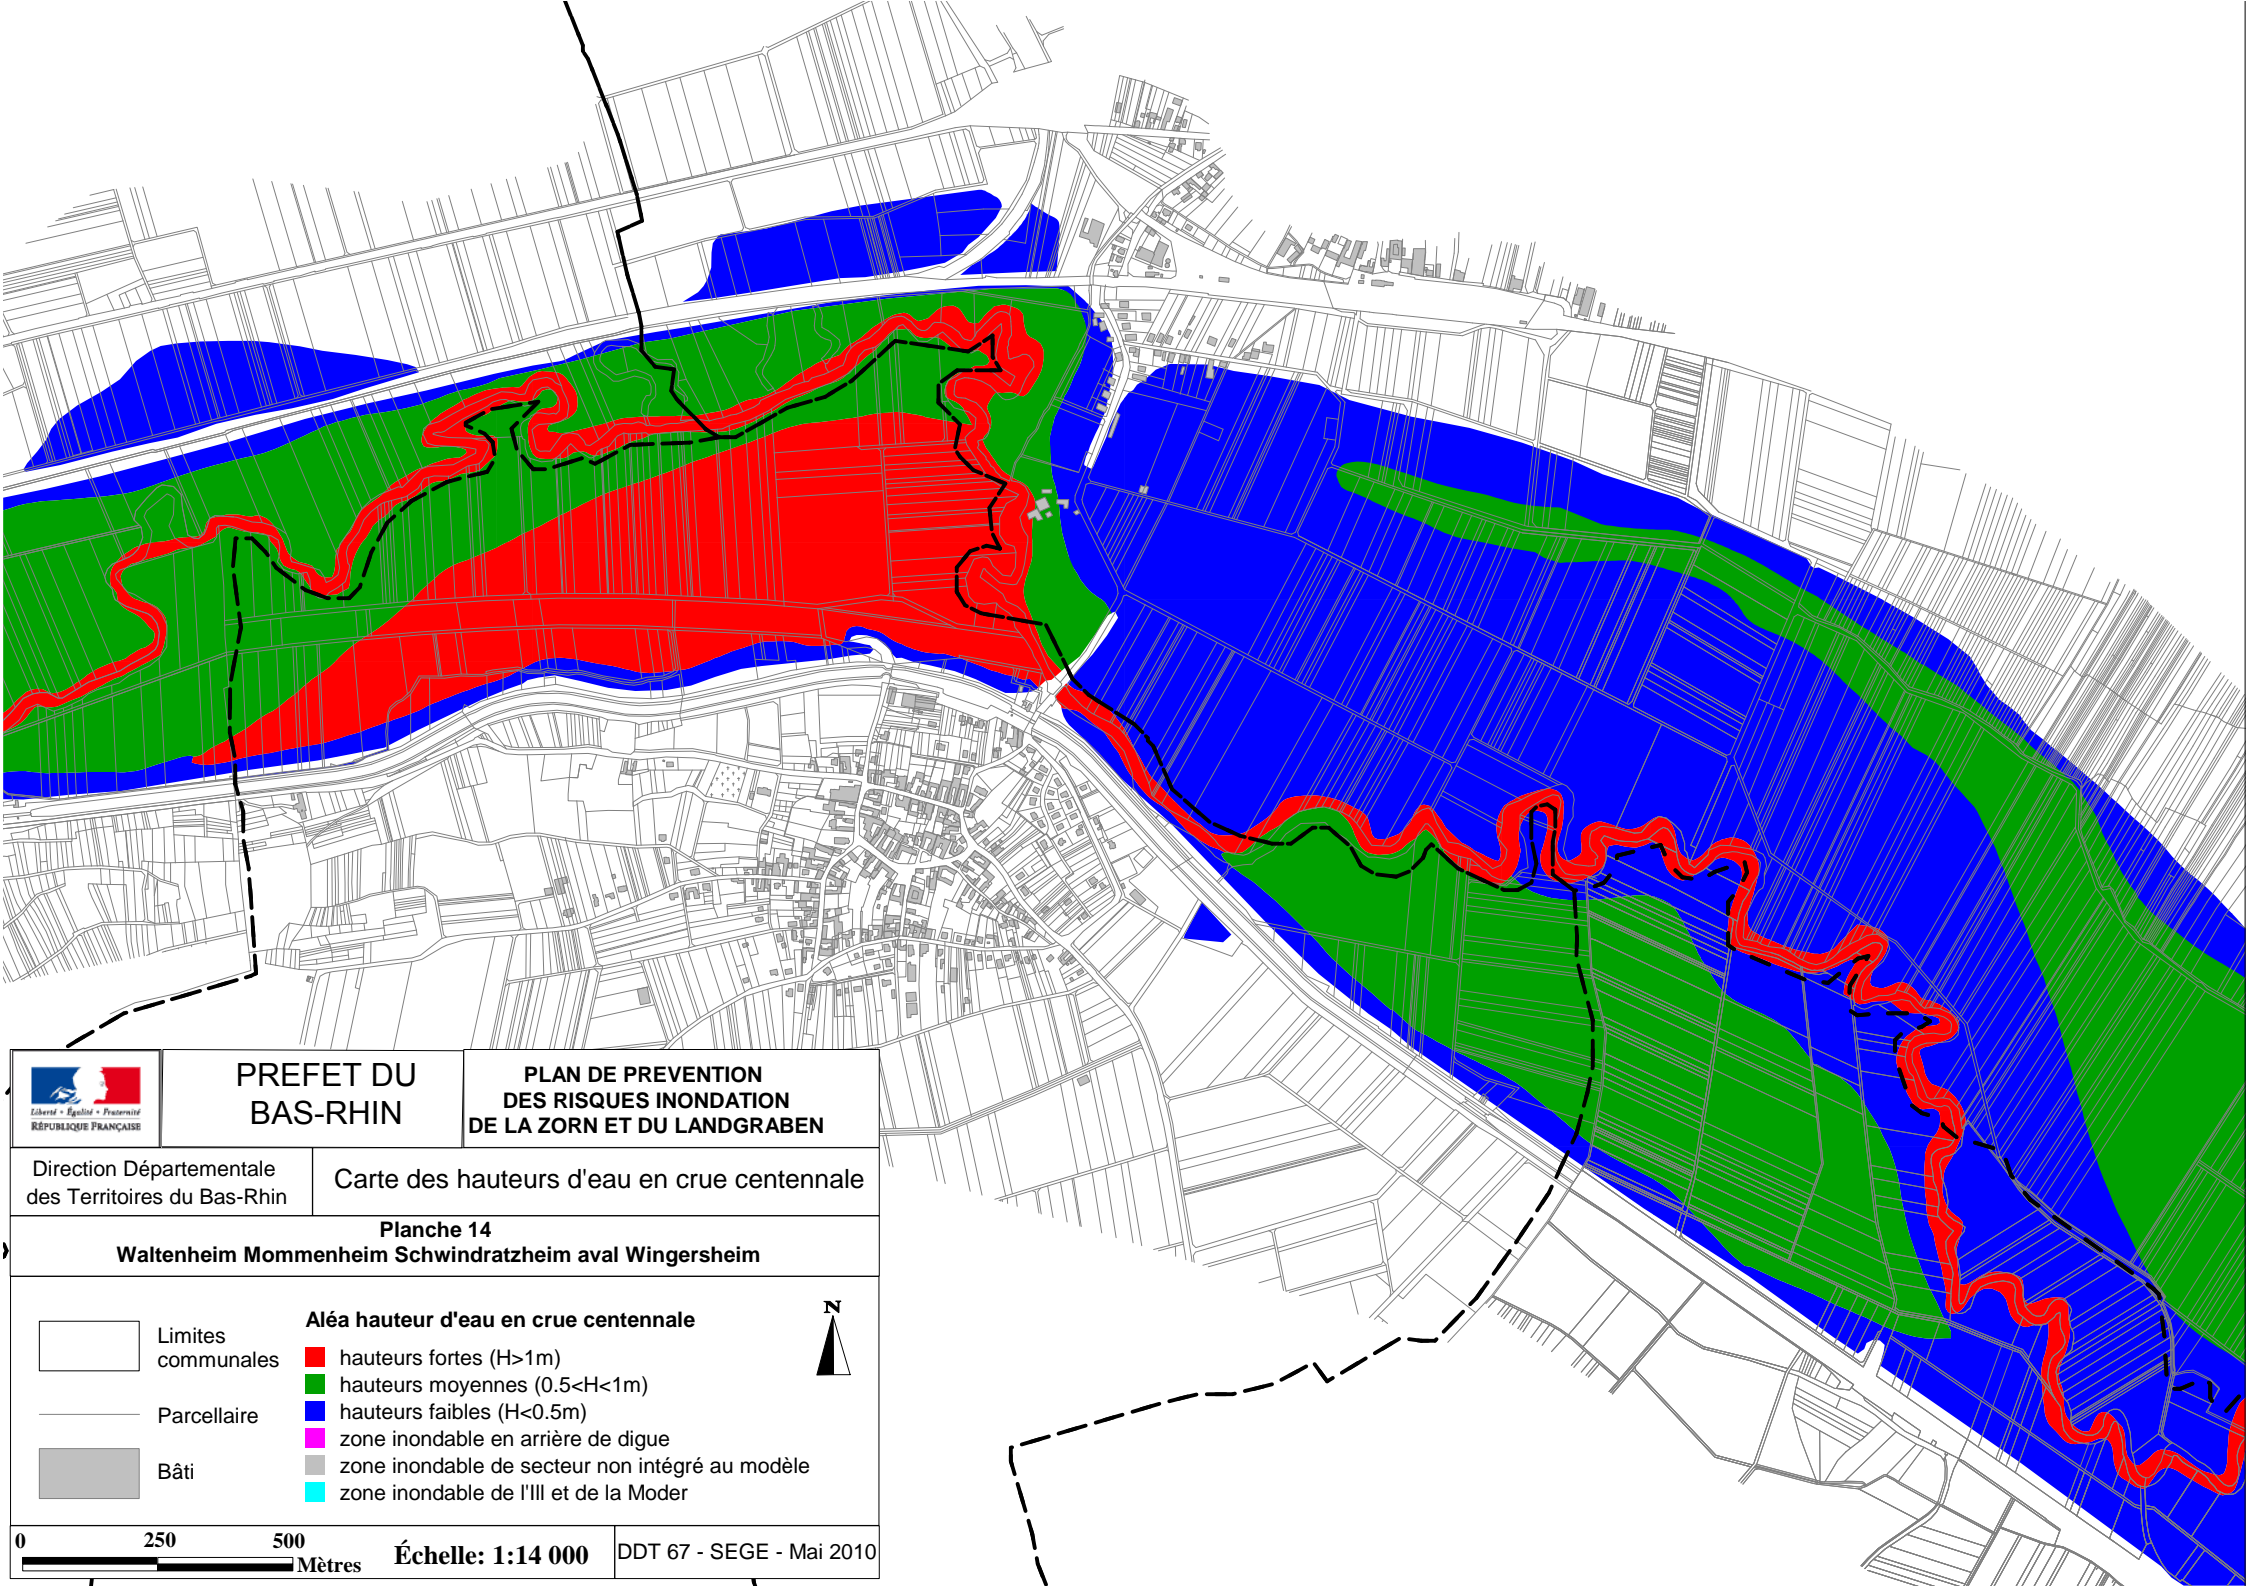 Liberté • Égalité • Fraternité
RÉPUBLIQUE FRANÇAISE
PREFET DU
BAS-RHIN
PLAN DE PREVENTION
DES RISQUES INONDATION
DE LA ZORN ET DU LANDGRABEN
Direction Départementale
des Territoires du Bas-Rhin
Carte des hauteurs d'eau en crue centennale
Planche 14
Waltenheim Mommenheim Schwindratzheim aval Wingersheim
Limites
communales
Parcellaire
Bâti
Aléa hauteur d'eau en crue centennale
hauteurs fortes (H>1m)
hauteurs moyennes (0.5<H<1m)
hauteurs faibles (H<0.5m)
zone inondable en arrière de digue
zone inondable de secteur non intégré au modèle
zone inondable de l'Ill et de la Moder
N
0 250 500
Mètres
Échelle: 1:14 000
DDT 67 - SEGE - Mai 2010